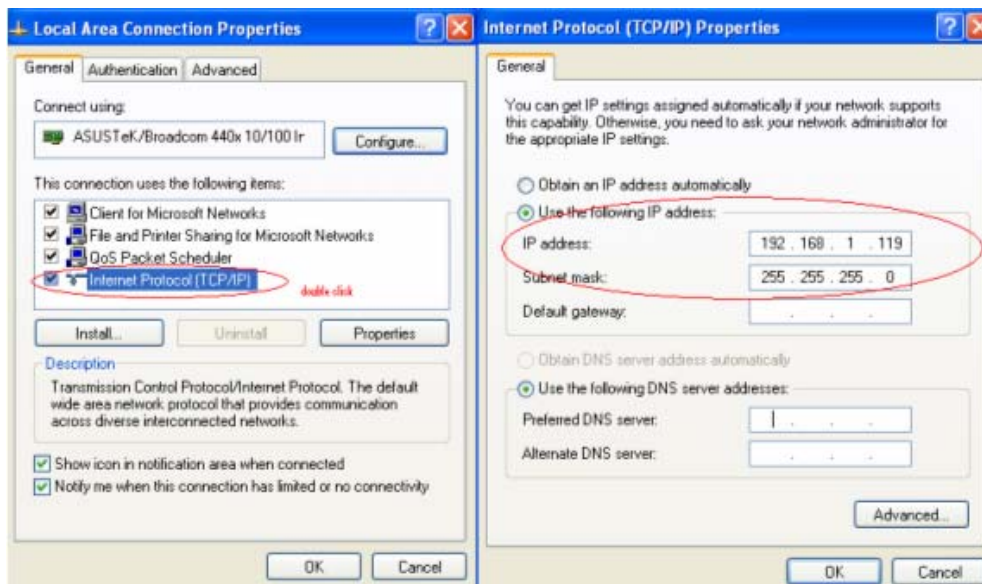 Local Area Connection Properties
General Authentication Advanced
Connect using:
ASUSTeK/Broadcom 440x 10/100 In
Configure...
This connection uses the following items:
Client for Microsoft Networks
File and Printer Sharing for Microsoft Networks
QoS Packet Scheduler
Internet Protocol (TCP/IP)
double click
Install... Uninstall Properties
Description
Transmission Control Protocol/Internet Protocol. The default
wide area network protocol that provides communication
across diverse interconnected networks.
Show icon in notification area when connected
Notify me when this connection has limited or no connectivity
OK Cancel
Internet Protocol (TCP/IP) Properties
General
You can get IP settings assigned automatically if your network supports
this capability. Otherwise, you need to ask your network administrator for
the appropriate IP settings.
Obtain an IP address automatically
Use the following IP address:
IP address: 192 . 168 . 1 . 119
Subnet mask: 255 . 255 . 255 . 0
Default gateway: . . .
Obtain DNS server address automatically
Use the following DNS server addresses:
Preferred DNS server: . . .
Alternate DNS server: . . .
Advanced...
OK Cancel